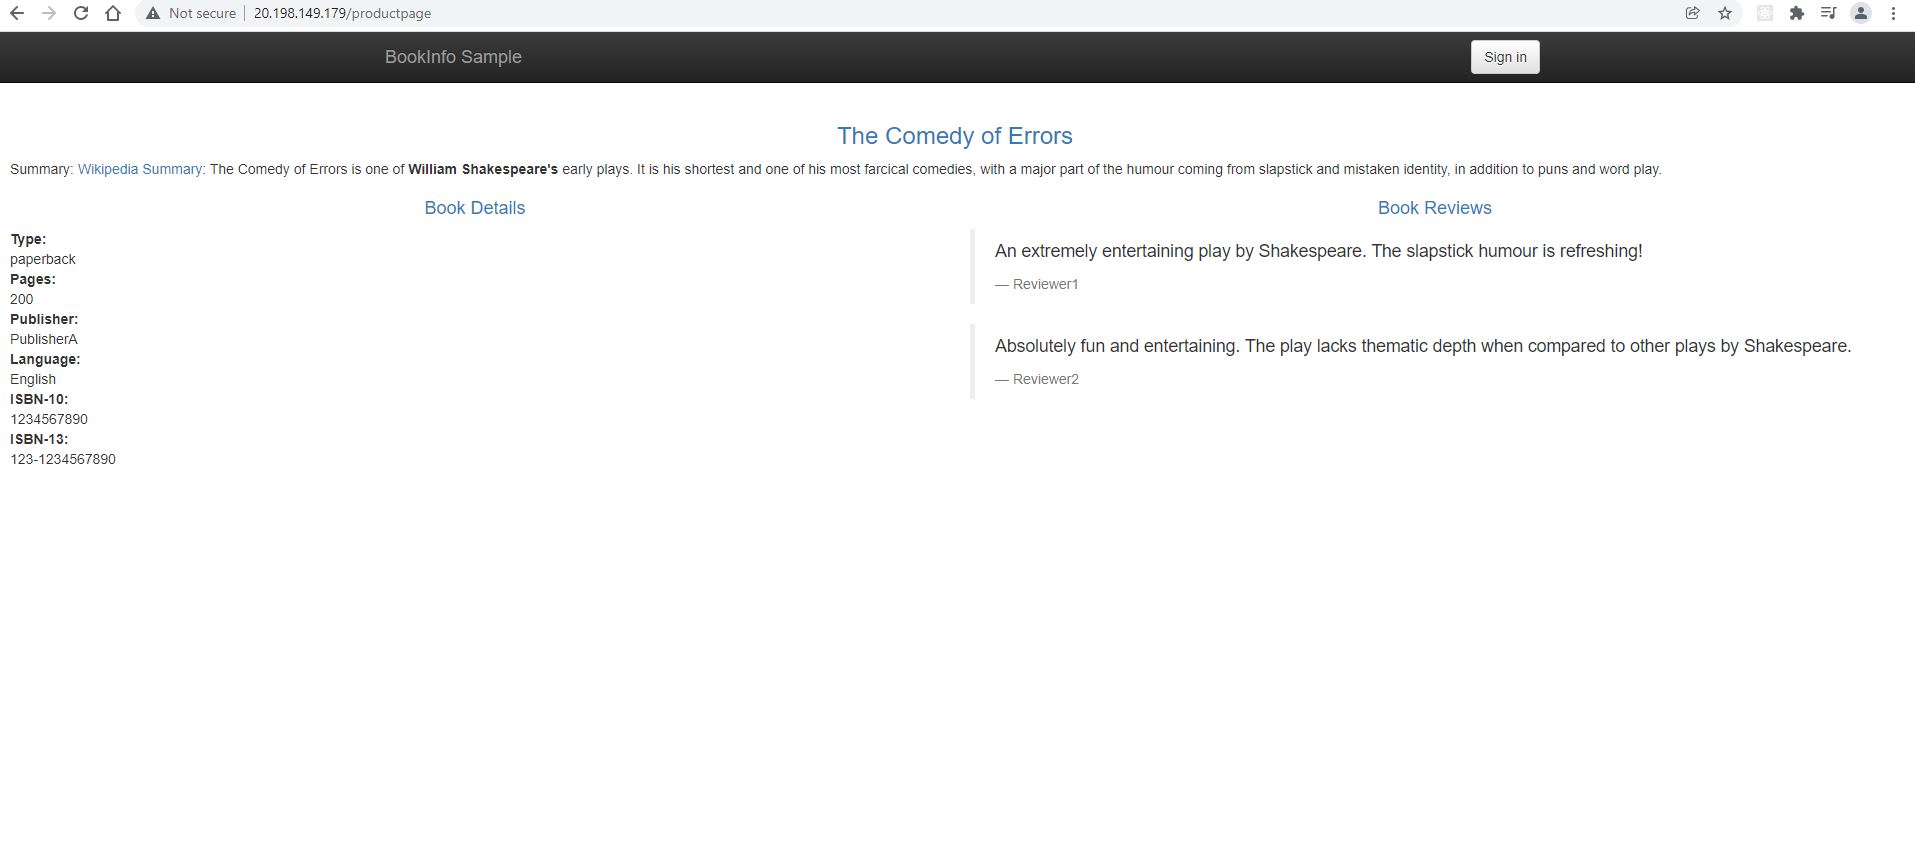 Not secure 20.198.149.179/productpage
BookInfo Sample
Sign in
The Comedy of Errors
Summary: Wikipedia Summary: The Comedy of Errors is one of William Shakespeare's early plays. It is his shortest and one of his most farcical comedies, with a major part of the humour coming from slapstick and mistaken identity, in addition to puns and word play.
Book Details
Type:
paperback
Pages:
200
Publisher:
PublisherA
Language:
English
ISBN-10:
1234567890
ISBN-13:
123-1234567890
Book Reviews
An extremely entertaining play by Shakespeare. The slapstick humour is refreshing!
— Reviewer1
Absolutely fun and entertaining. The play lacks thematic depth when compared to other plays by Shakespeare.
— Reviewer2